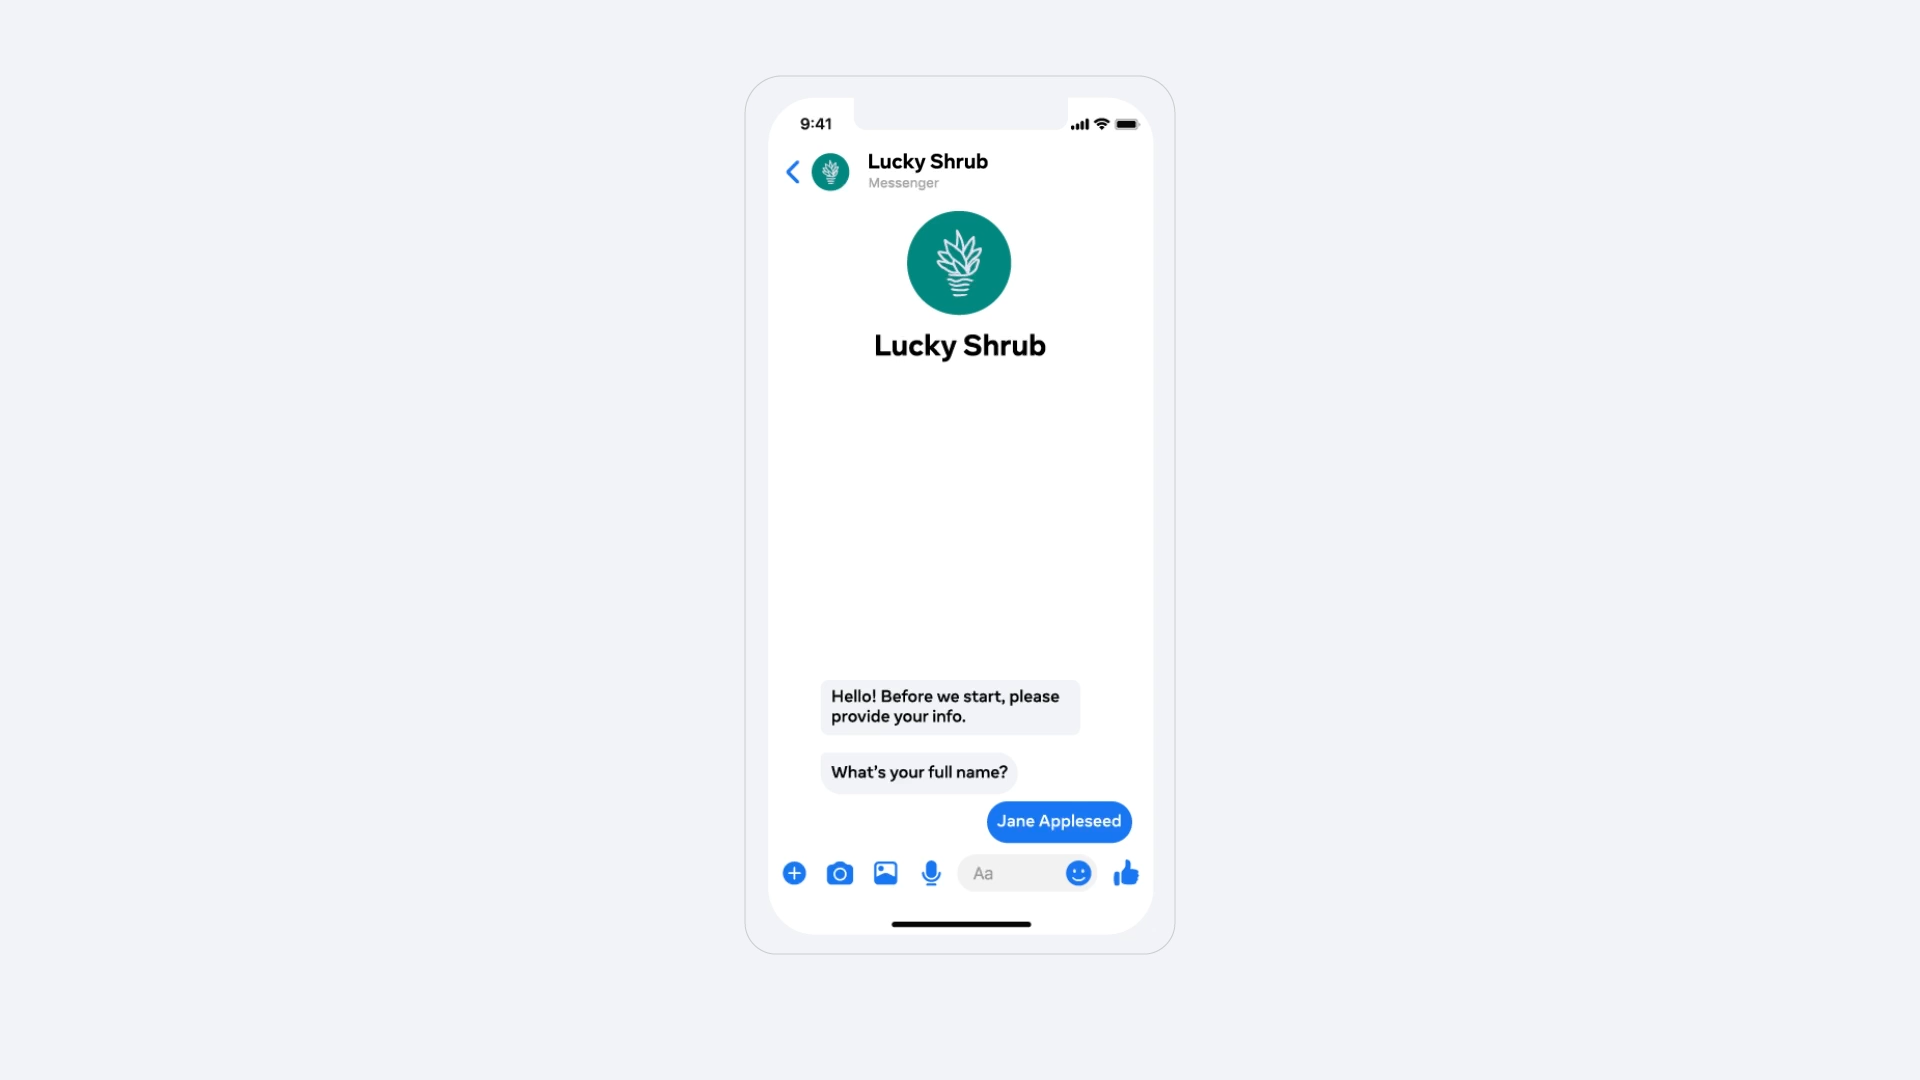 9:41
Lucky Shrub
Messenger
Lucky Shrub
Hello! Before we start, please
provide your info.
What’s your full name?
Jane Appleseed
Aa